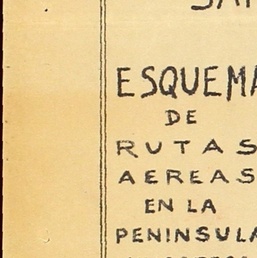 ESQUEMA
DE
RUTAS
AEREAS
EN LA
PENINSULA